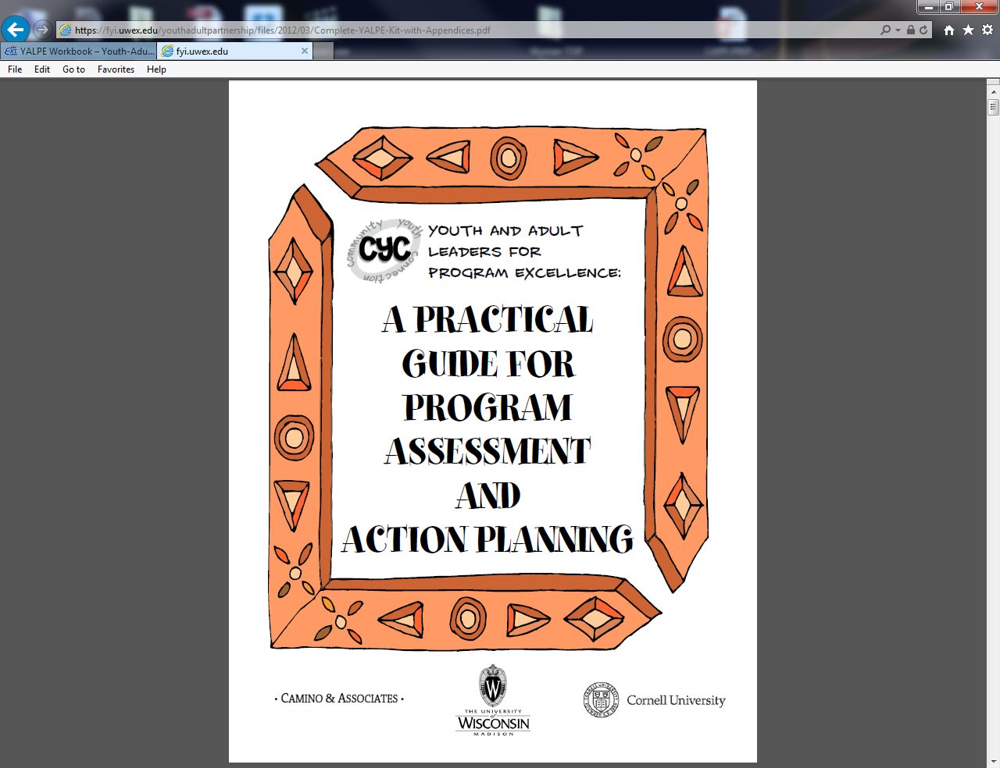 https://fyi.uwex.edu/youthadultpartnership/files/2012/03/Complete-YALPE-Kit-with-Appendices.pdf
YALPE Workbook – Youth-Adu...
fyi.uwex.edu
File Edit Go to Favorites Help
community youth connection
CYC
YOUTH AND ADULT
LEADERS FOR
PROGRAM EXCELLENCE:
A PRACTICAL
GUIDE FOR
PROGRAM
ASSESSMENT
AND
ACTION PLANNING
• CAMINO & ASSOCIATES •
W
THE UNIVERSITY
of
WISCONSIN
MADISON
Cornell University